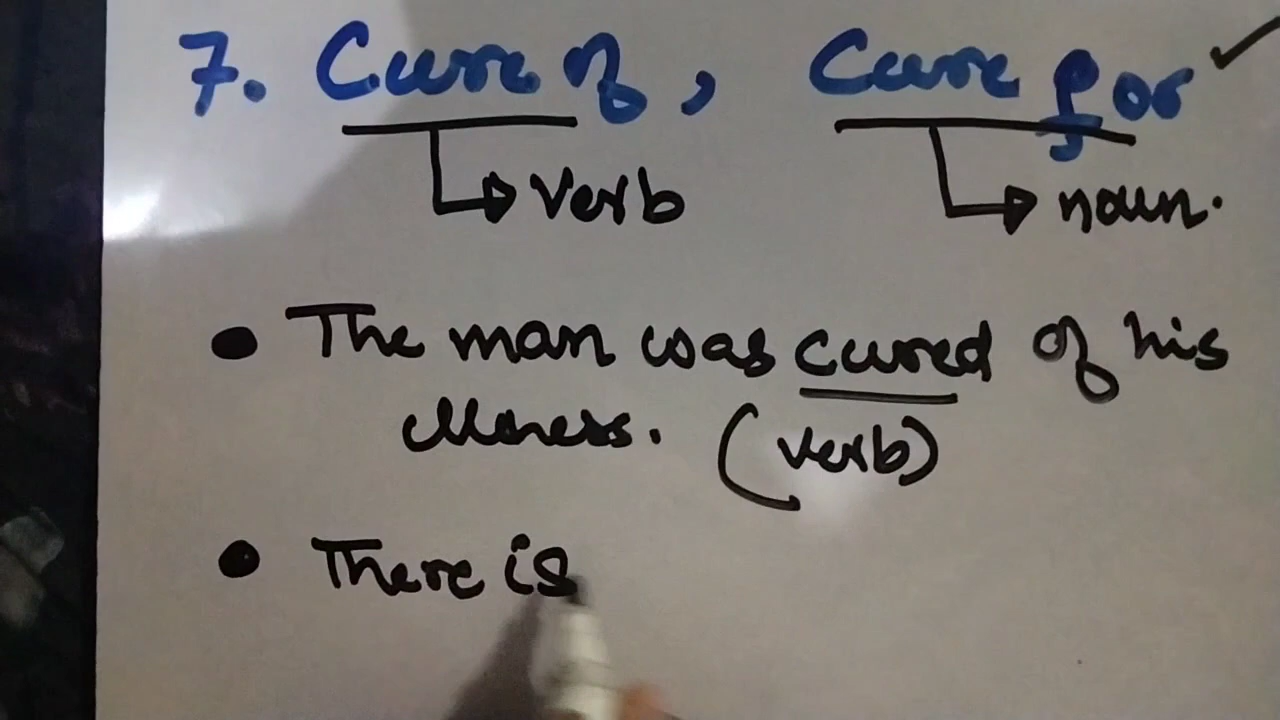 7. Cure of, Cure for
verb noun.
The man was cured of his
illness. (verb)
There is